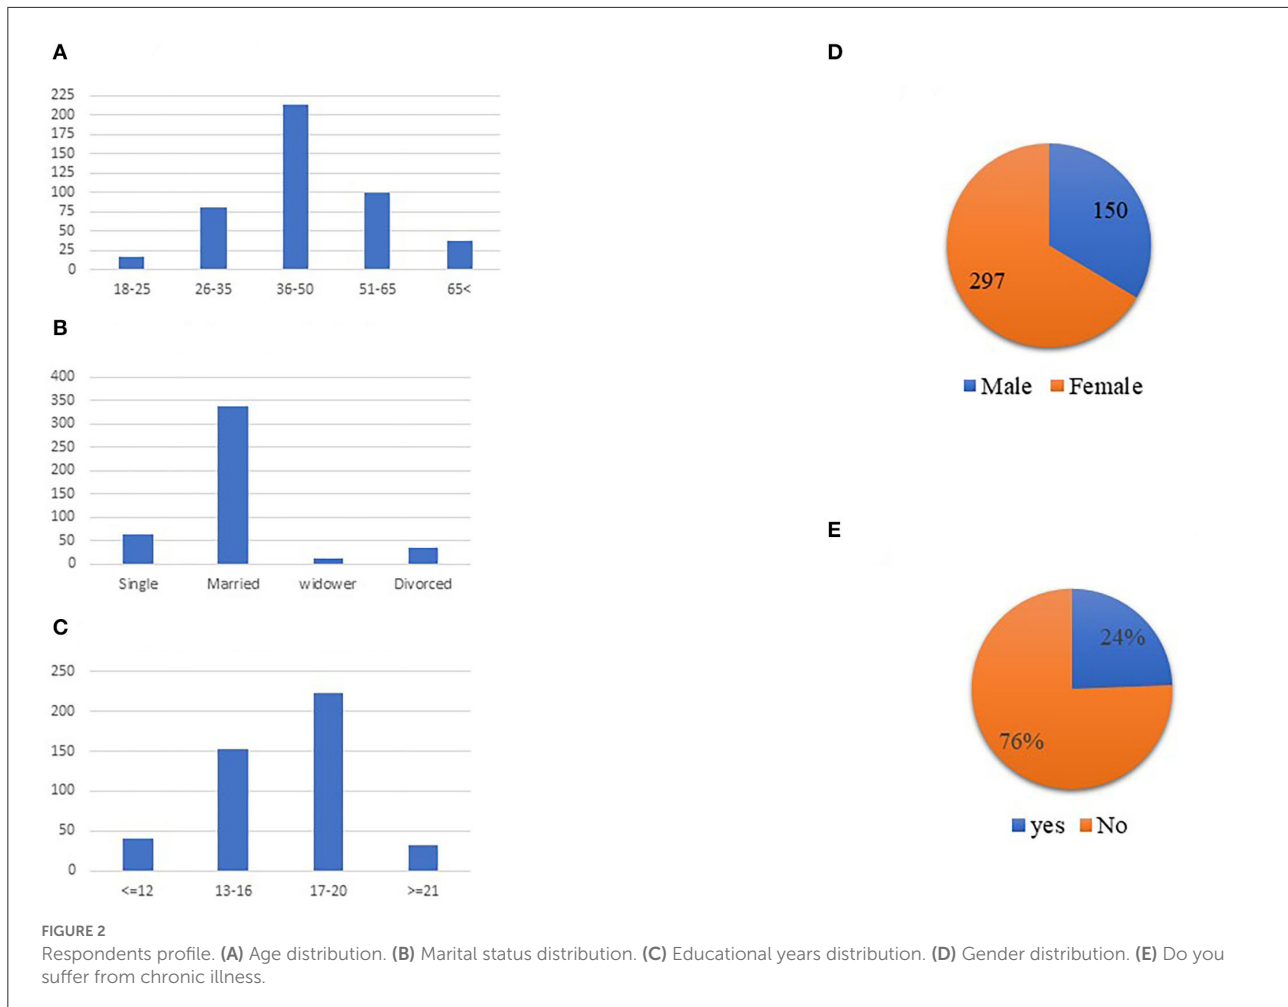 A
225
200
175
150
125
100
75
50
25
0
18-25 26-35 36-50 51-65 65<
B
400
350
300
250
200
150
100
50
0
Single Married widower Divorced
C
250
200
150
100
50
0
<=12 13-16 17-20 >=21
D
150
297
Male Female
E
24%
76%
yes No
FIGURE 2
Respondents profile. (A) Age distribution. (B) Marital status distribution. (C) Educational years distribution. (D) Gender distribution. (E) Do you
suffer from chronic illness.